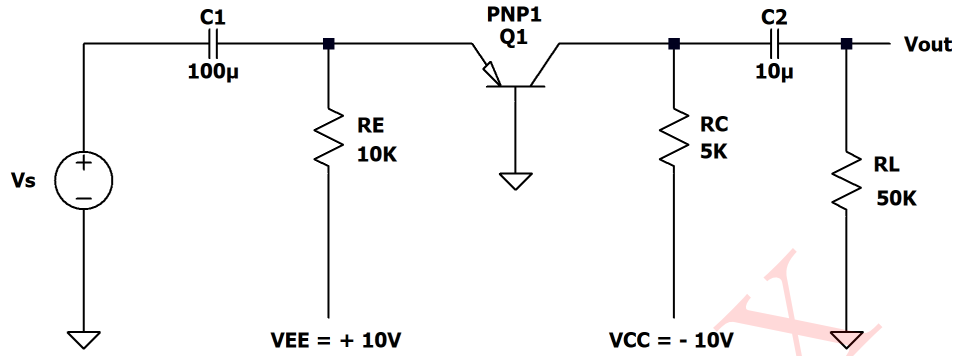 C1
100µ
PNP1
Q1
C2
10µ
Vout
RE
10K
RC
5K
RL
50K
Vs
VEE = + 10V
VCC = - 10V
X